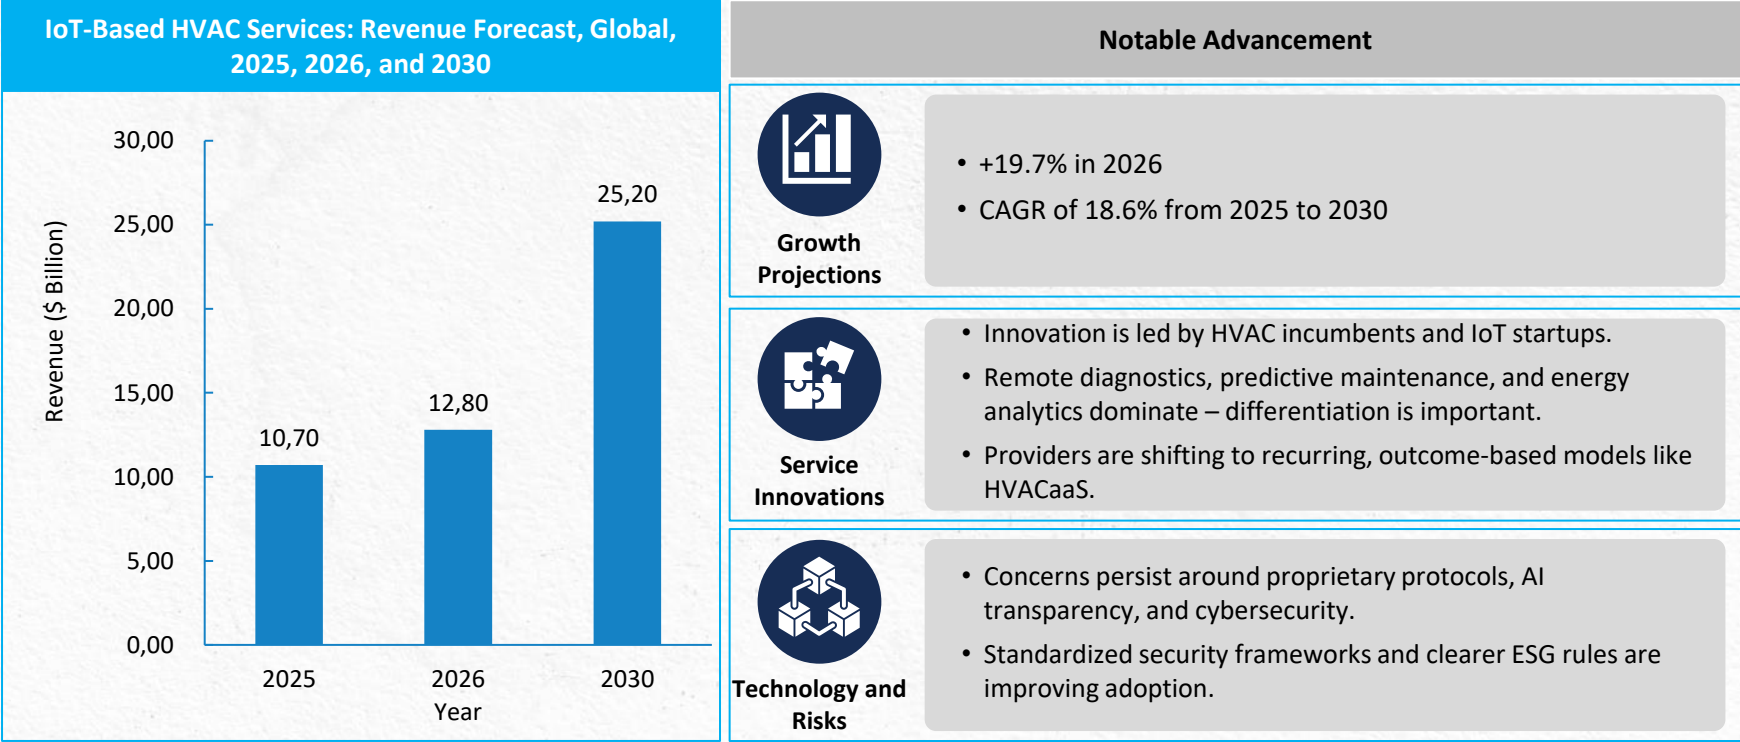 IoT-Based HVAC Services: Revenue Forecast, Global,
2025, 2026, and 2030
Revenue ($ Billion)
30,00
25,00
20,00
15,00
10,00
5,00
0,00
10,70
12,80
25,20
2025
2026
2030
Year
Notable Advancement
Growth
Projections
• +19.7% in 2026
• CAGR of 18.6% from 2025 to 2030
Service
Innovations
• Innovation is led by HVAC incumbents and IoT startups.
• Remote diagnostics, predictive maintenance, and energy
analytics dominate – differentiation is important.
• Providers are shifting to recurring, outcome-based models like
HVACaaS.
Technology and
Risks
• Concerns persist around proprietary protocols, AI
transparency, and cybersecurity.
• Standardized security frameworks and clearer ESG rules are
improving adoption.